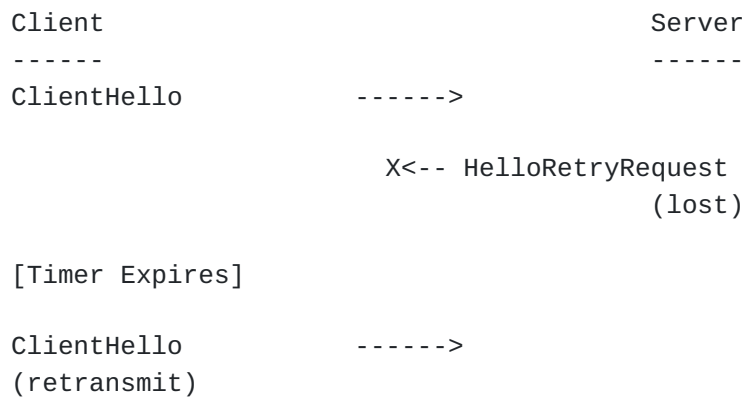 Client                                   Server
------                                   ------
ClientHello           ------>

                        X<-- HelloRetryRequest
                                         (lost)

[Timer Expires]

ClientHello           ------>
(retransmit)